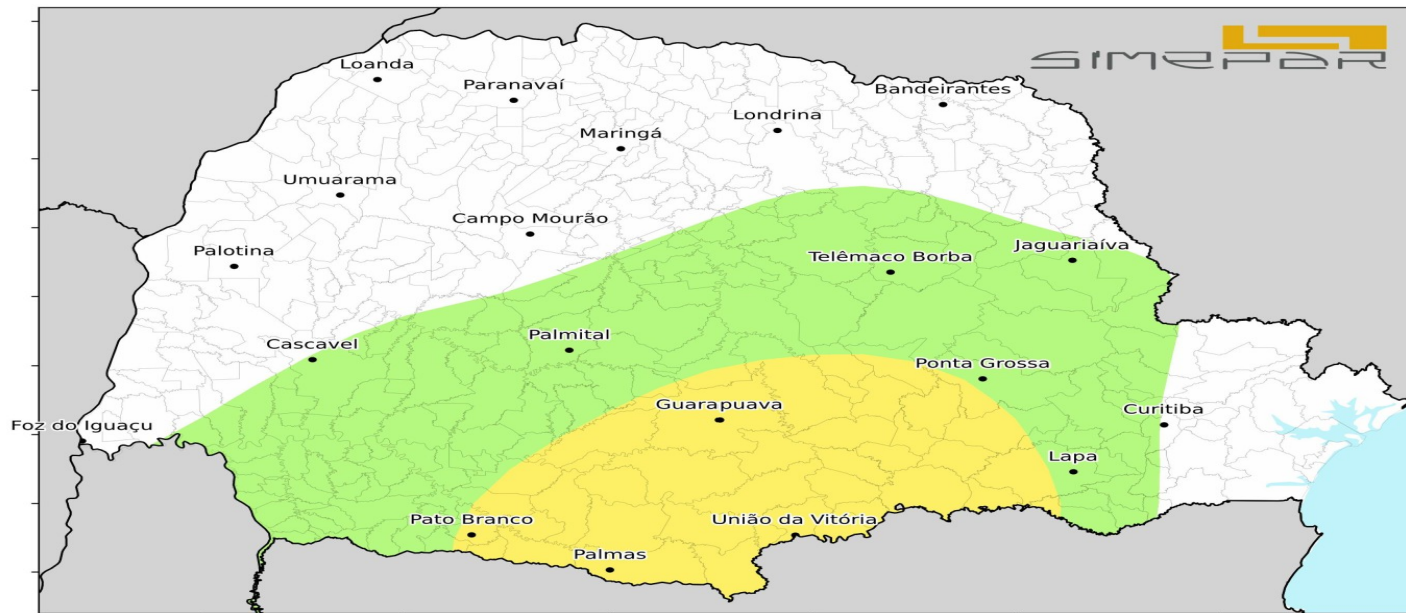 SIMEPAR
Loanda
Paranavaí
Bandeirantes
Londrina
Maringá
Umuarama
Campo Mourão
Palotina
Jaguariaíva
Telêmaco Borba
Palmital
Cascavel
Ponta Grossa
Guarapuava
Curitiba
Foz do Iguaçu
Lapa
Pato Branco
União da Vitória
Palmas